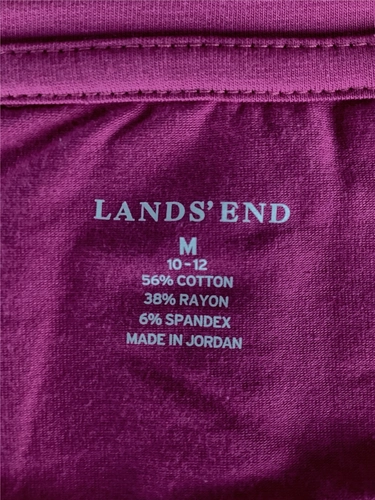 LANDS' END
M
10-12
56% COTTON
38% RAYON
6% SPANDEX
MADE IN JORDAN